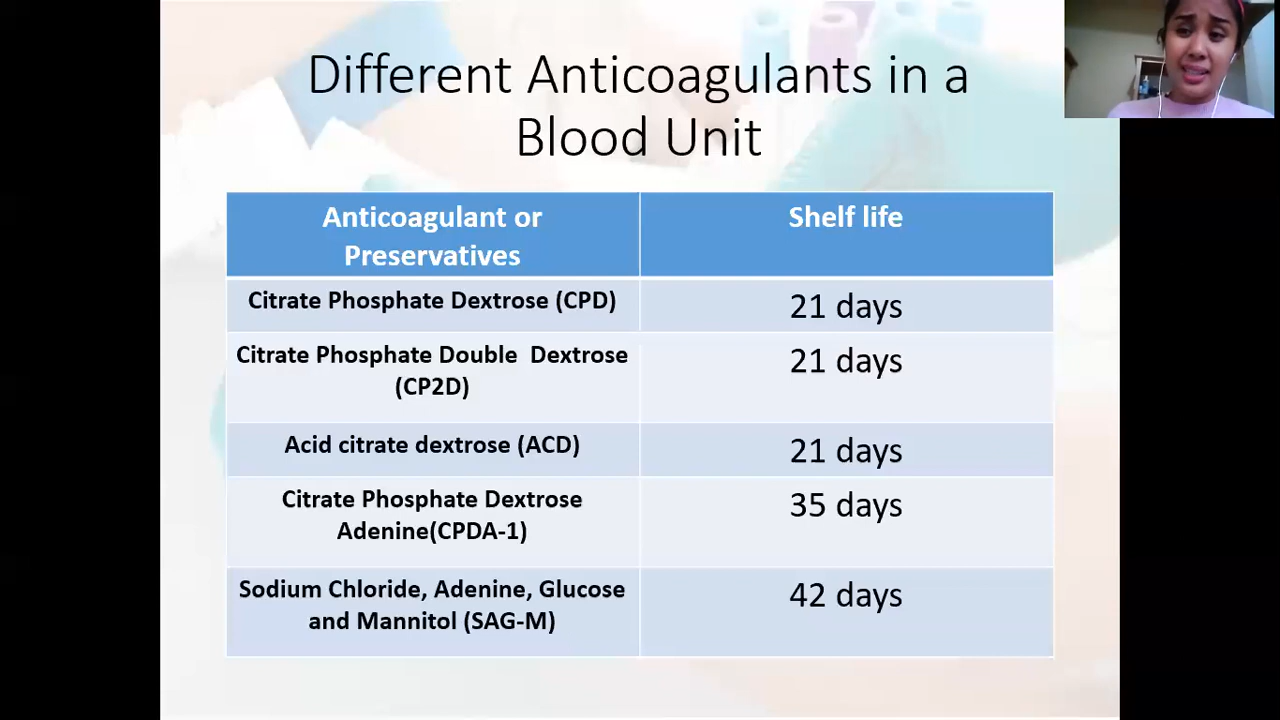 Different Anticoagulants in a
Blood Unit
Anticoagulant or
Preservatives
Shelf life
Citrate Phosphate Dextrose (CPD)
21 days
Citrate Phosphate Double  Dextrose
(CP2D)
21 days
Acid citrate dextrose (ACD)
21 days
Citrate Phosphate Dextrose
Adenine(CPDA-1)
35 days
Sodium Chloride, Adenine, Glucose
and Mannitol (SAG-M)
42 days